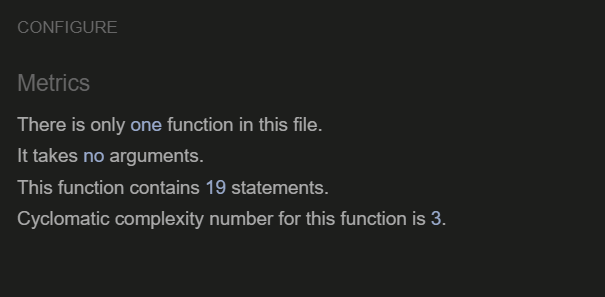 CONFIGURE
Metrics
There is only one function in this file.
It takes no arguments.
This function contains 19 statements.
Cyclomatic complexity number for this function is 3.